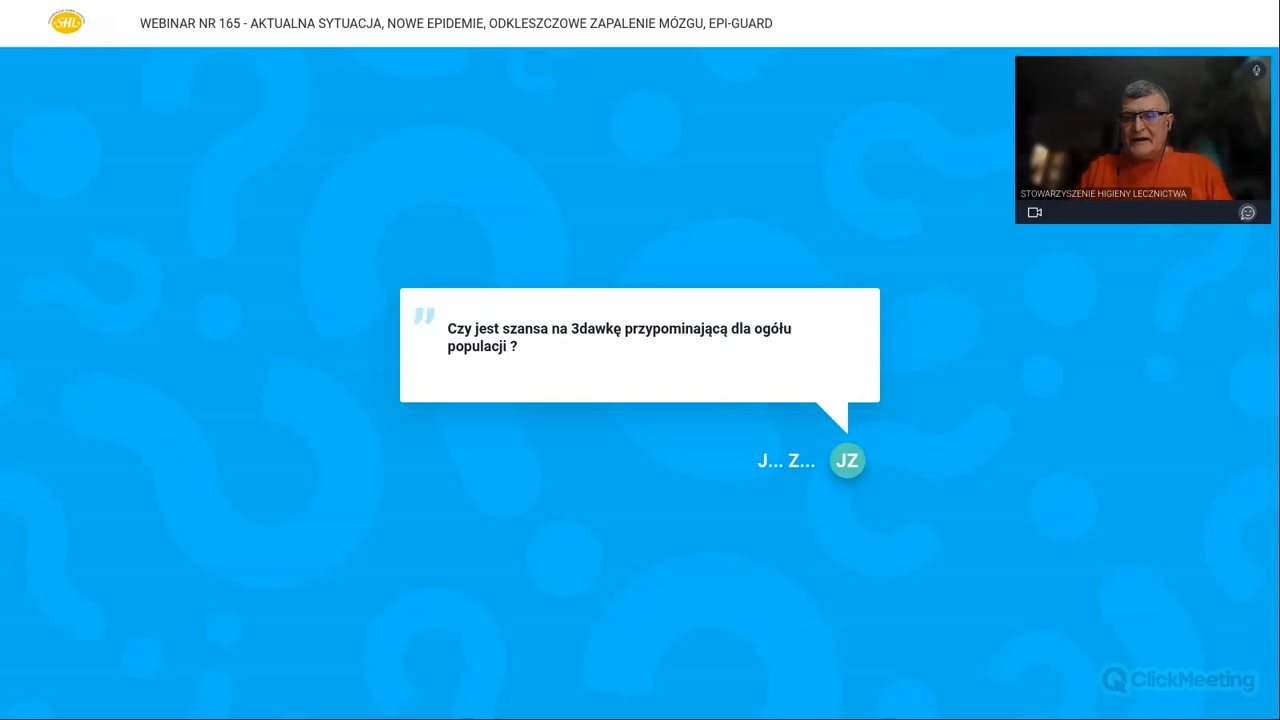 SHL
WEBINAR NR 165 - AKTUALNA SYTUACJA, NOWE EPIDEMIE, ODKLESZCZOWE ZAPALENIE MÓZGU, EPI-GUARD
STOWARZYSZENIE HIGIENY LECZNICTWA
Czy jest szansa na 3dawkę przypominającą dla ogółu
populacji ?
J... Z... JZ
ClickMeeting